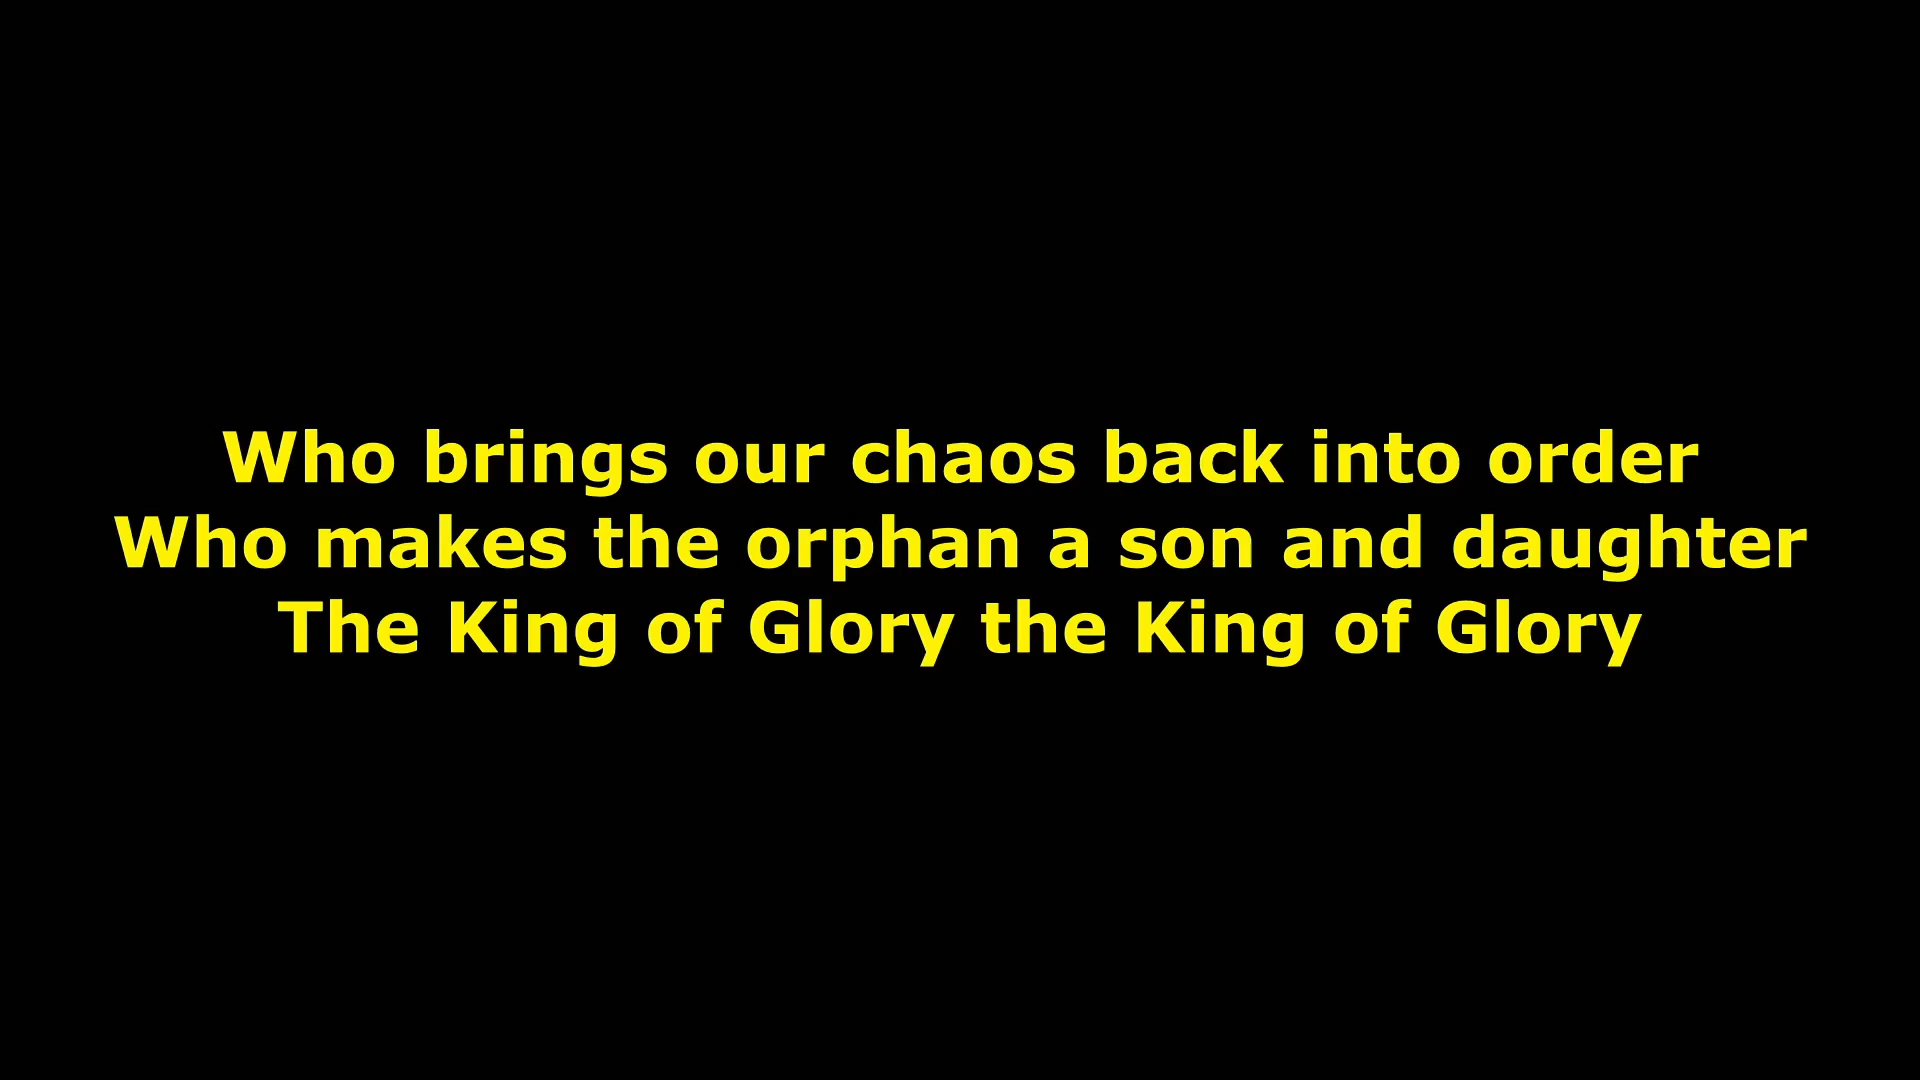 Who brings our chaos back into order
Who makes the orphan a son and daughter
The King of Glory the King of Glory